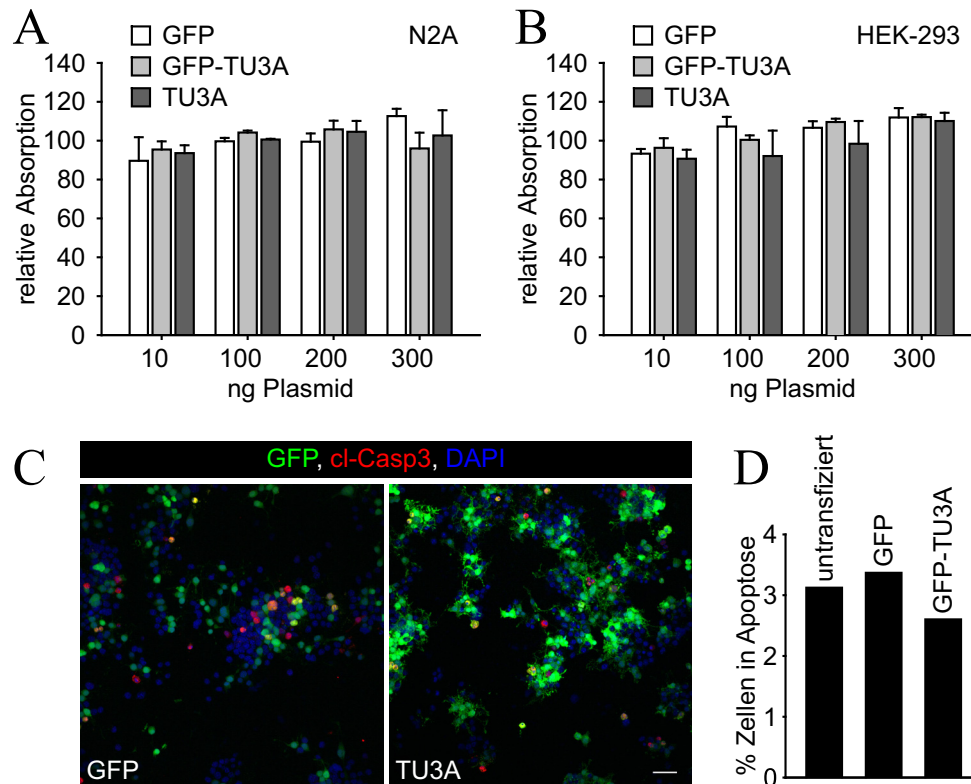 A
GFP
N2A
GFP-TU3A
TU3A
relative Absorption
140
120
100
80
60
40
20
0
10 100 200 300
ng Plasmid
B
GFP
HEK-293
GFP-TU3A
TU3A
relative Absorption
140
120
100
80
60
40
20
0
10 100 200 300
ng Plasmid
C
GFP, cl-Casp3, DAPI
GFP
TU3A
D
% Zellen in Apoptose
4
3
2
1
0
untransfiziert
GFP
GFP-TU3A